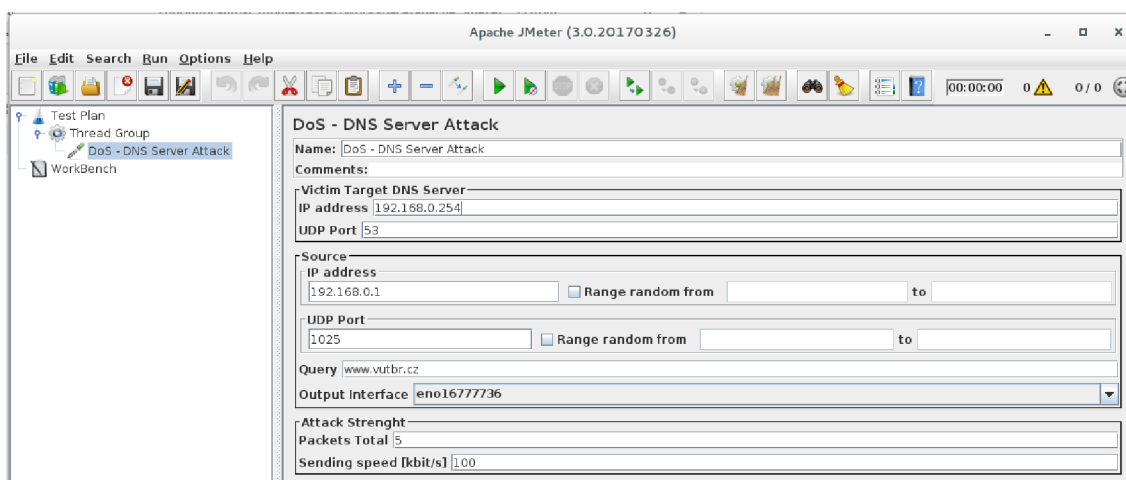 Apache JMeter (3.0.20170326)
File Edit Search Run Options Help
00:00:00 0 0 / 0
Test Plan
Thread Group
DoS - DNS Server Attack
WorkBench
DoS - DNS Server Attack
Name: DoS - DNS Server Attack
Comments:
Victim Target DNS Server
IP address 192.168.0.254
UDP Port 53
Source
IP address
192.168.0.1 Range random from to
UDP Port
1025 Range random from to
Query www.vutbr.cz
Output Interface eno16777736
Attack Strenght
Packets Total 5
Sending speed [kbit/s] 100